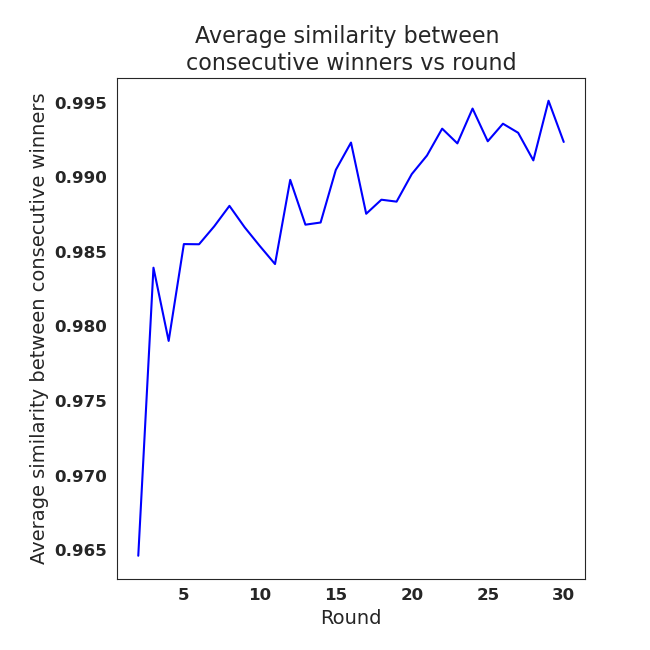 Average similarity between
consecutive winners vs round
Average similarity between consecutive winners
0.995
0.990
0.985
0.980
0.975
0.970
0.965
5 10 15 20 25 30
Round